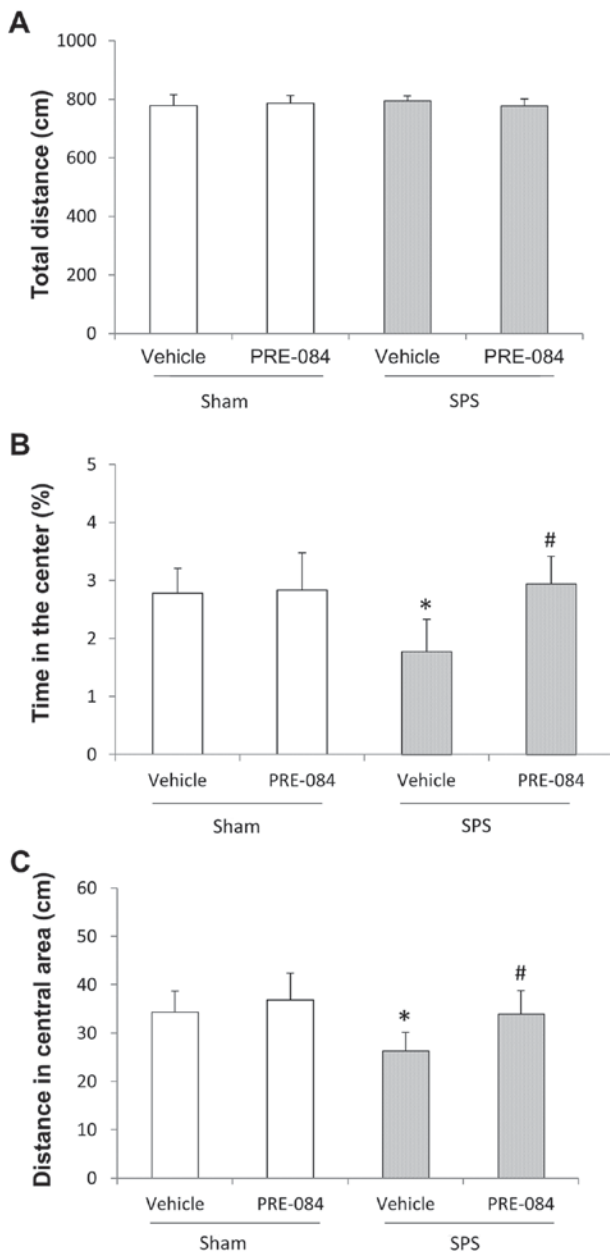 A
Total distance (cm)
1000
800
600
400
200
0
Vehicle PRE-084 Vehicle PRE-084
Sham SPS
B
Time in the center (%)
5
4
3
2
1
0
* #
Vehicle PRE-084 Vehicle PRE-084
Sham SPS
C
Distance in central area (cm)
60
50
40
30
20
10
0
* #
Vehicle PRE-084 Vehicle PRE-084
Sham SPS